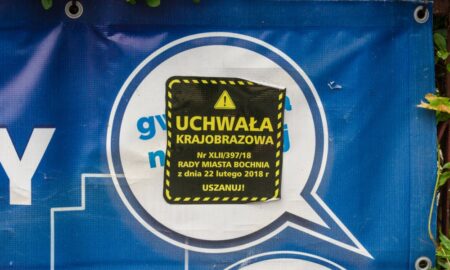 UCHWAŁA
KRAJOBRAZOWA
Nr XLII/397/18
RADY MIASTA BOCHNIA
z dnia 22 lutego 2018 r
USZANUJ!
Y